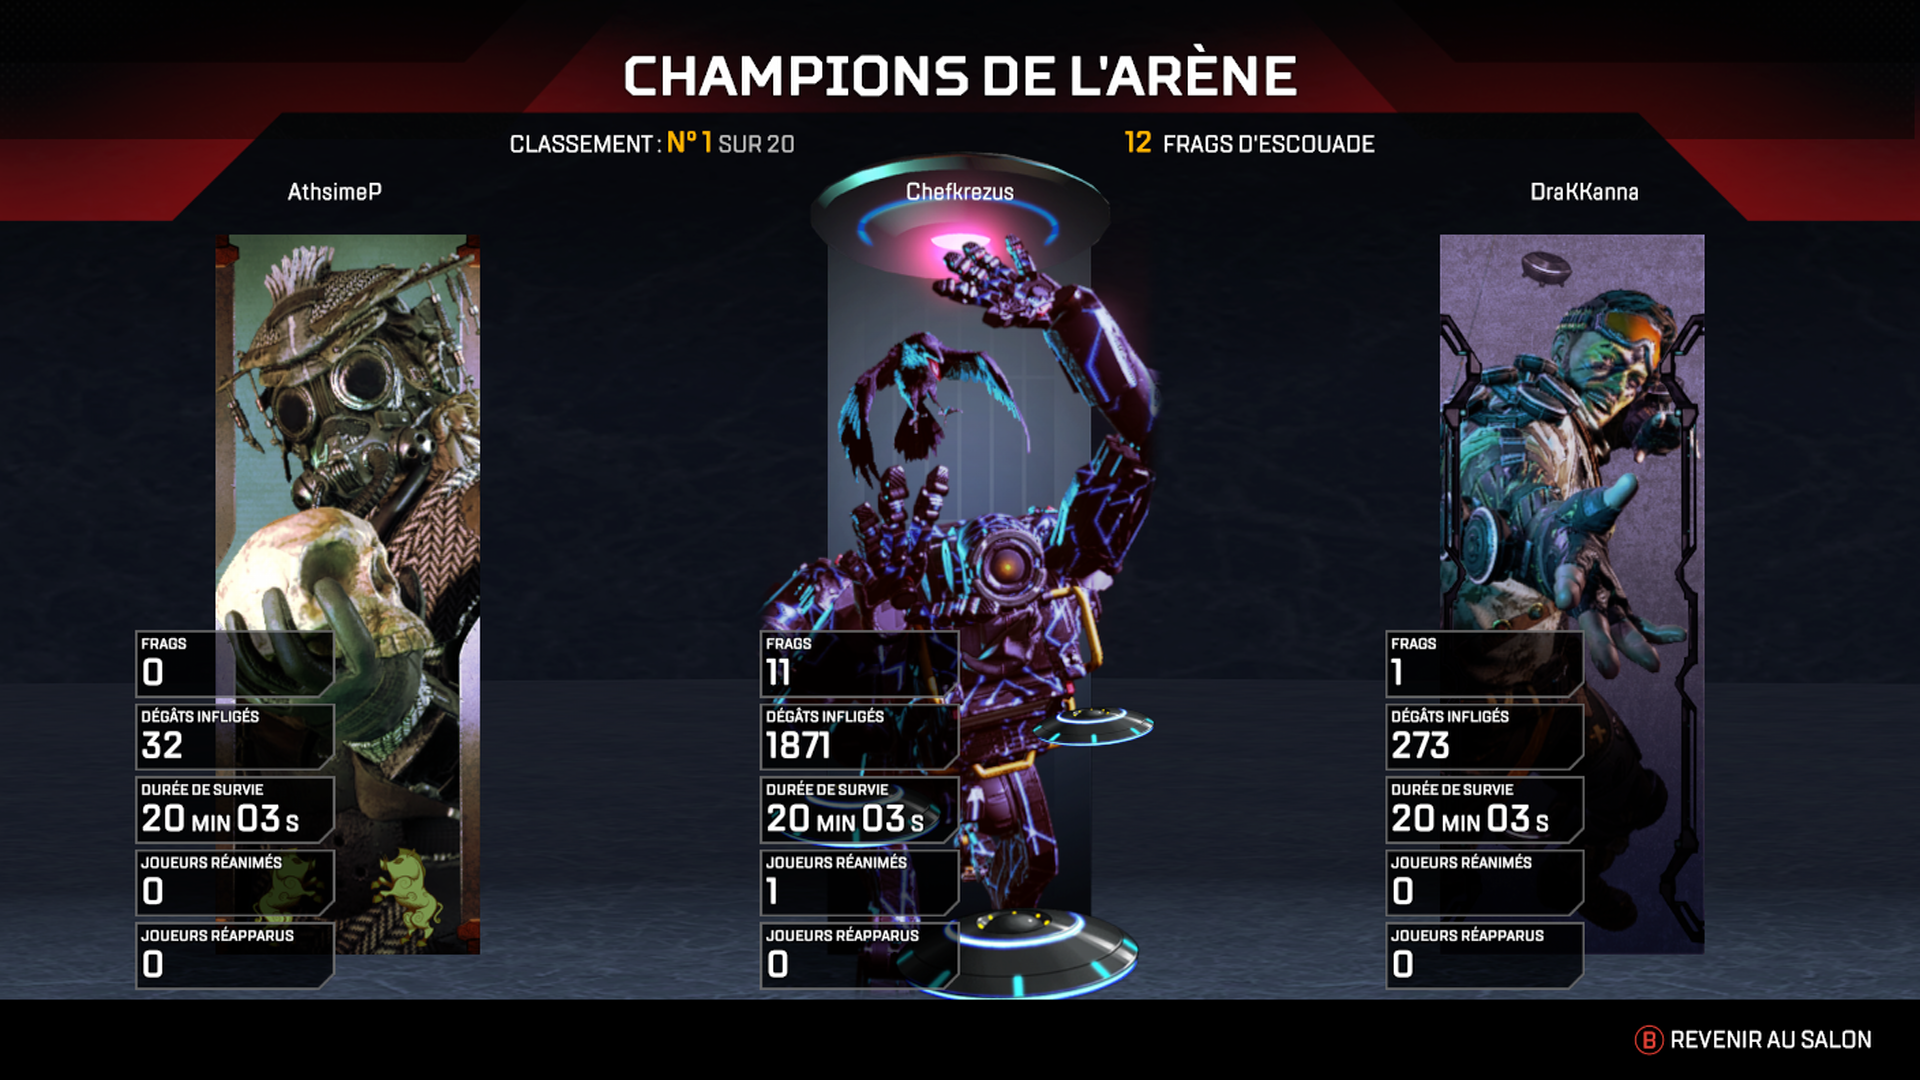 CHAMPIONS DE L'ARÈNE
CLASSEMENT : N° 1 SUR 20
12 FRAGS D'ESCOUADE
AthsimeP
FRAGS
0
DÉGÂTS INFLIGÉS
32
DURÉE DE SURVIE
20 MIN 03 S
JOUEURS RÉANIMÉS
0
JOUEURS RÉAPPARUS
0
Chefkrezus
FRAGS
11
DÉGÂTS INFLIGÉS
1871
DURÉE DE SURVIE
20 MIN 03 S
JOUEURS RÉANIMÉS
1
JOUEURS RÉAPPARUS
0
DraKKanna
FRAGS
1
DÉGÂTS INFLIGÉS
273
DURÉE DE SURVIE
20 MIN 03 S
JOUEURS RÉANIMÉS
0
JOUEURS RÉAPPARUS
0
B REVENIR AU SALON